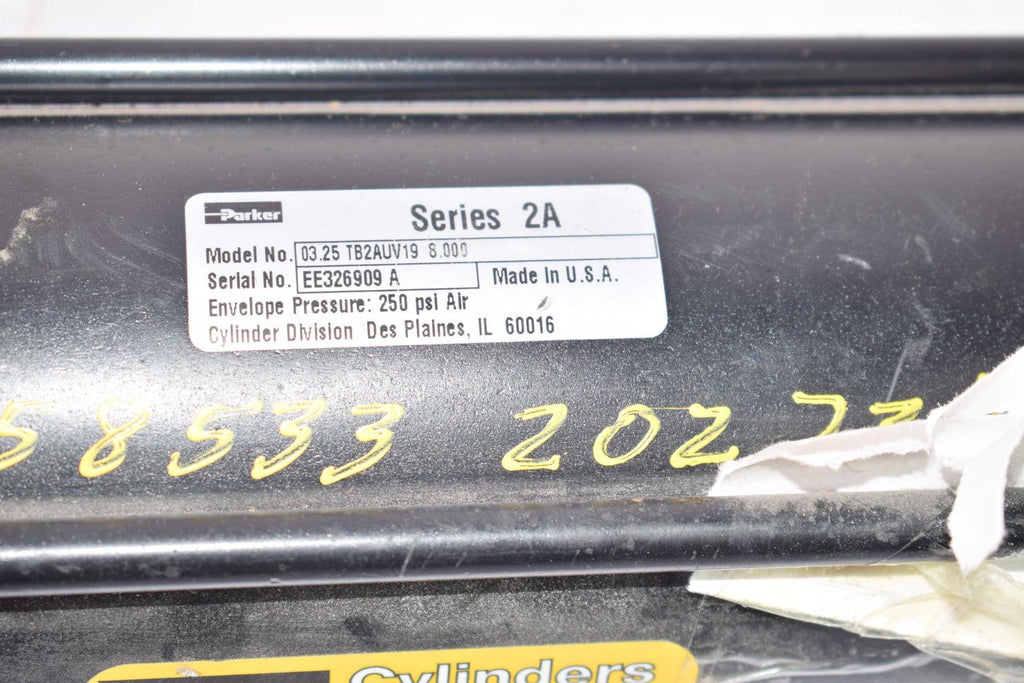 Parker Series 2A
Model No. 03.25 TB2AUV19 8.000
Serial No. EE326909 A Made In U.S.A.
Envelope Pressure: 250 psi Air
Cylinder Division Des Plaines, IL 60016
58533 202
Cylinders